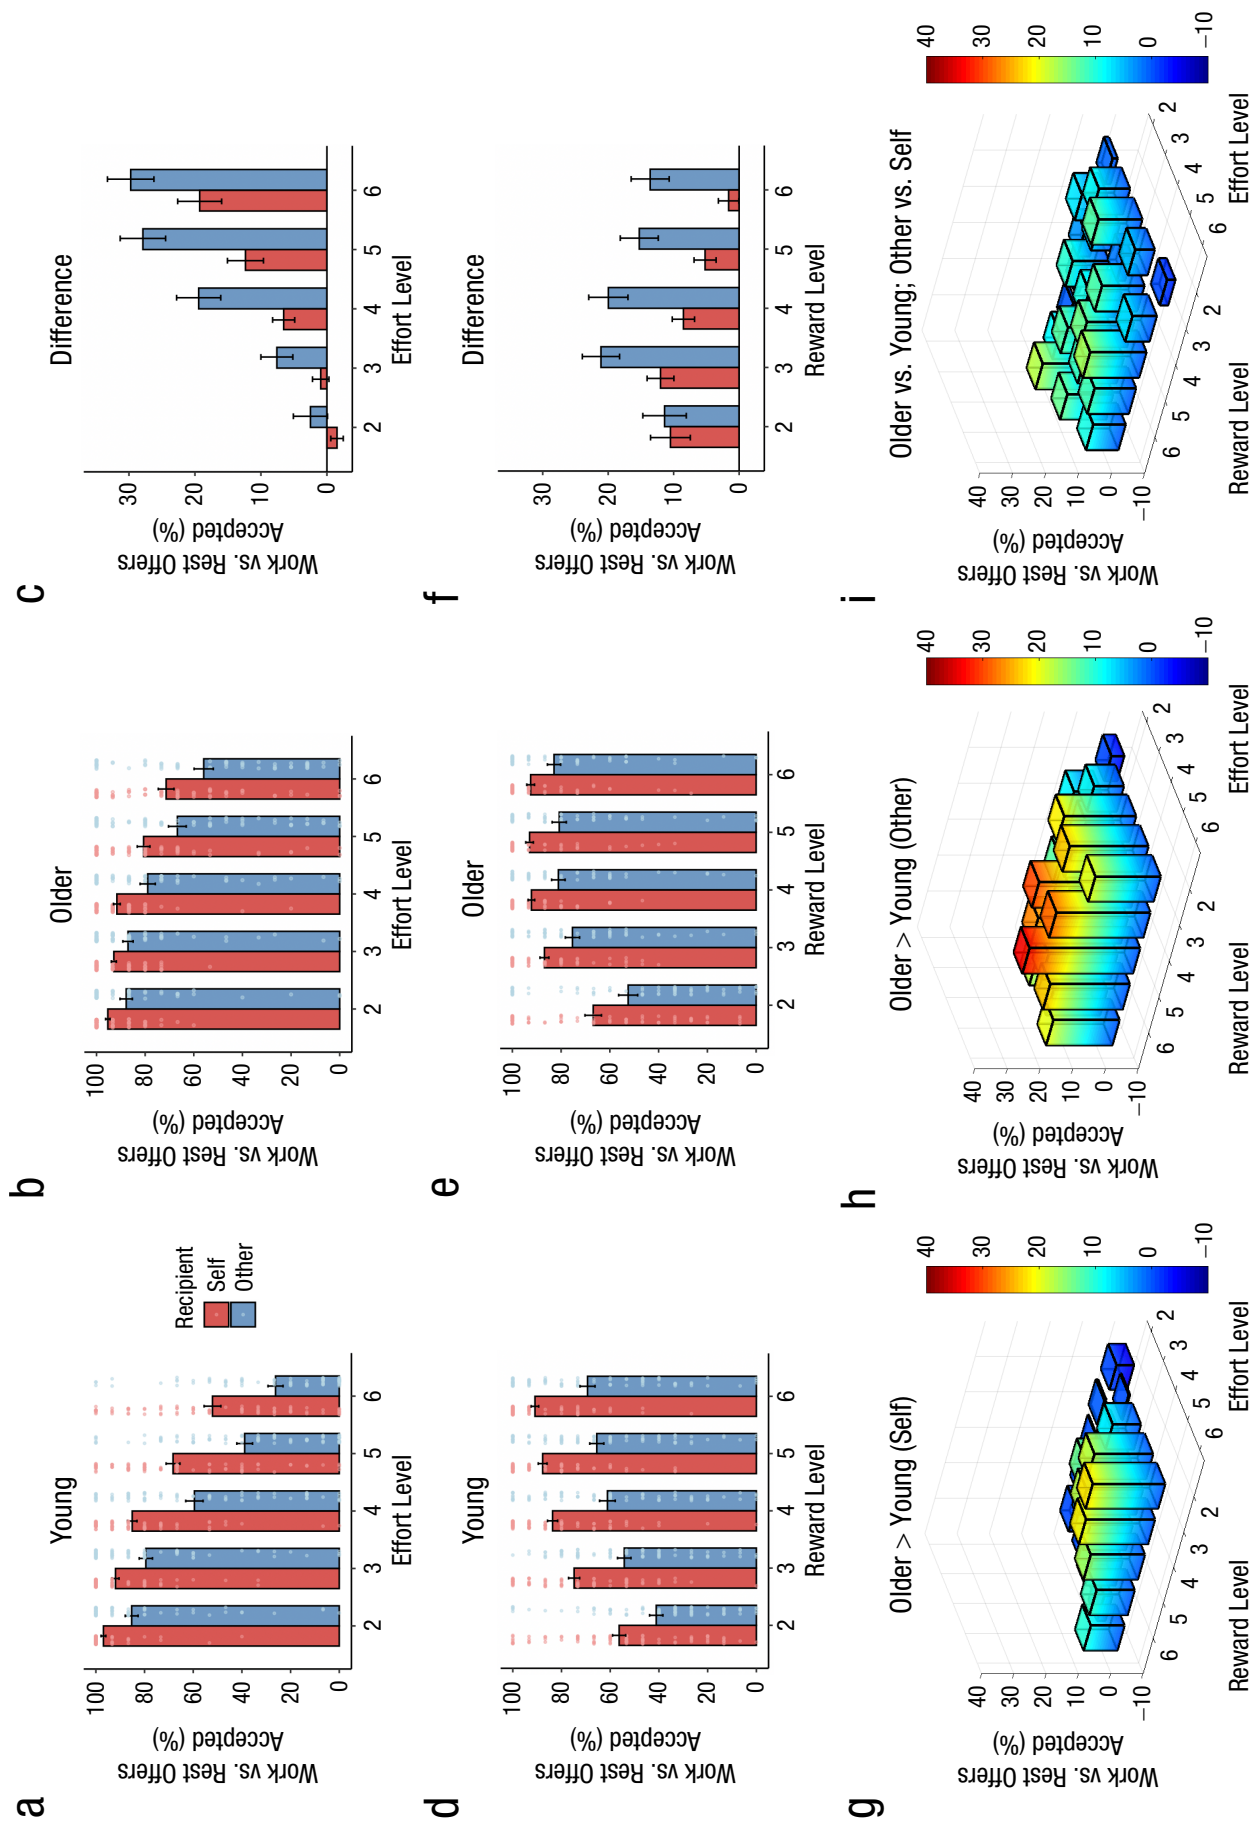 a
Young
Work vs. Rest Offers
Accepted (%)
100
80
60
40
20
0
2 3 4 5 6
Effort Level
Recipient
Self
Other
b
Older
Work vs. Rest Offers
Accepted (%)
100
80
60
40
20
0
2 3 4 5 6
Effort Level
c
Difference
Work vs. Rest Offers
Accepted (%)
30
20
10
0
2 3 4 5 6
Effort Level
d
Young
Work vs. Rest Offers
Accepted (%)
100
80
60
40
20
0
2 3 4 5 6
Reward Level
e
Older
Work vs. Rest Offers
Accepted (%)
100
80
60
40
20
0
2 3 4 5 6
Reward Level
f
Difference
Work vs. Rest Offers
Accepted (%)
30
20
10
0
2 3 4 5 6
Reward Level
g
Older > Young (Self)
Work vs. Rest Offers
Accepted (%)
40
30
20
10
0
−10
6 5 4 3 2
Reward Level
6 5 4 3 2
Effort Level
40
30
20
10
0
−10
h
Older > Young (Other)
Work vs. Rest Offers
Accepted (%)
40
30
20
10
0
−10
6 5 4 3 2
Reward Level
6 5 4 3 2
Effort Level
40
30
20
10
0
−10
i
Older vs. Young; Other vs. Self
Work vs. Rest Offers
Accepted (%)
40
30
20
10
0
−10
6 5 4 3 2
Reward Level
6 5 4 3 2
Effort Level
40
30
20
10
0
−10